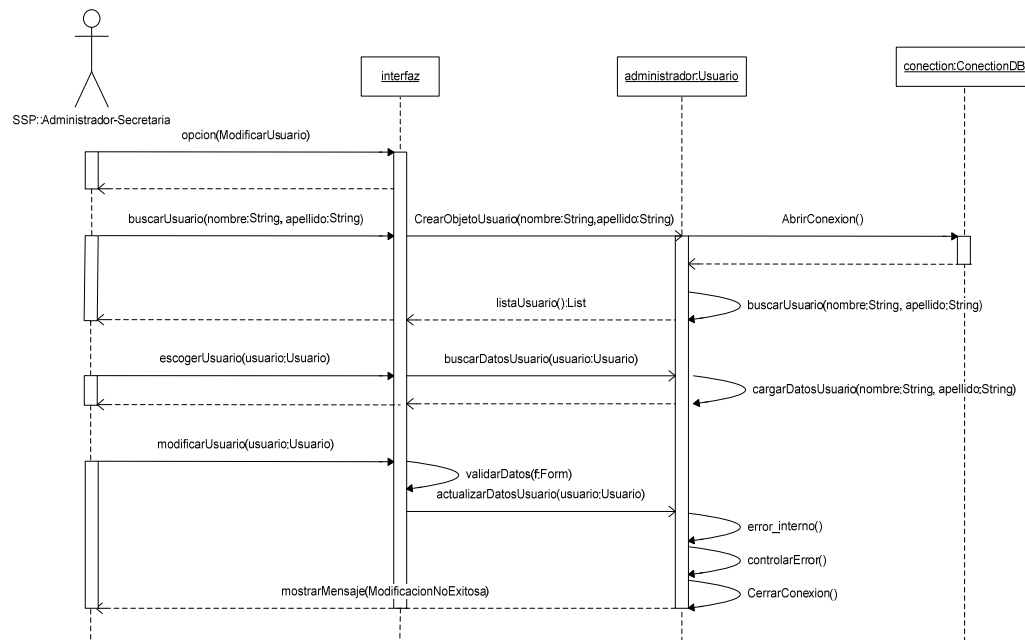 interfaz
administrador:Usuario
conection:ConectionDB
SSP::Administrador-Secretaria
opcion(ModificarUsuario)
buscarUsuario(nombre:String, apellido:String)
CrearObjetoUsuario(nombre:String,apellido:String)
AbrirConexion()
listaUsuario():List
buscarUsuario(nombre:String, apellido:String)
escogerUsuario(usuario:Usuario)
buscarDatosUsuario(usuario:Usuario)
cargarDatosUsuario(nombre:String, apellido:String)
modificarUsuario(usuario:Usuario)
validarDatos(f:Form)
actualizarDatosUsuario(usuario:Usuario)
error_interno()
controlarError()
mostrarMensaje(ModificacionNoExitosa)
CerrarConexion()